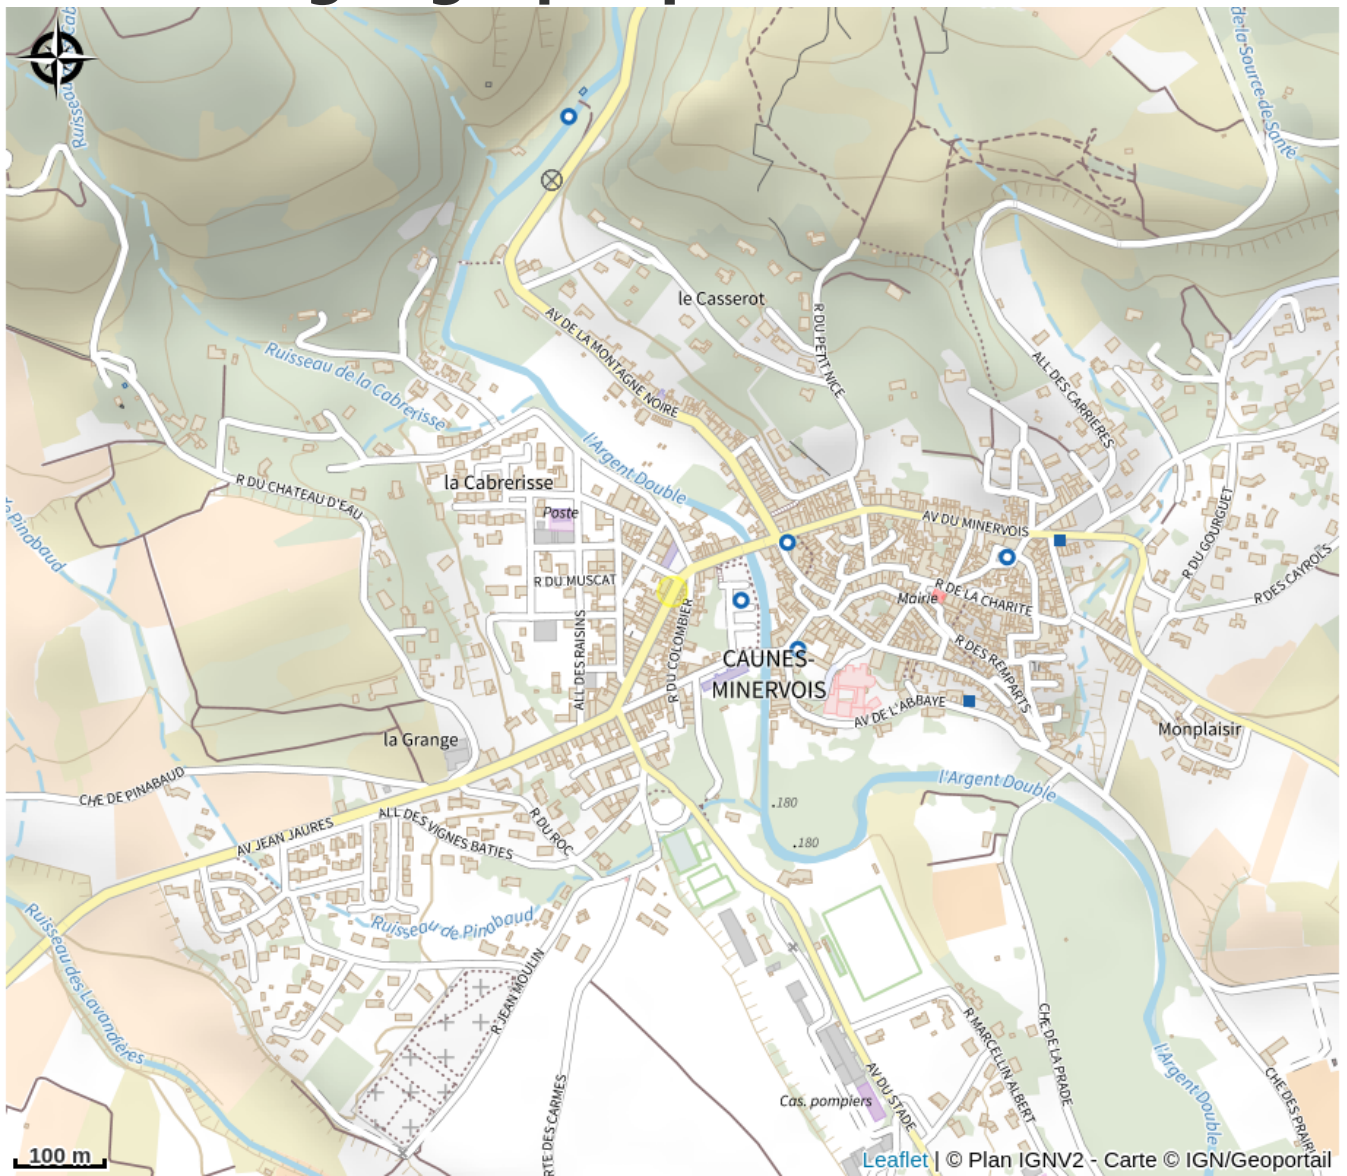 de la Source de Santé
le Casserot
AV DE LA MONTAGNE NOIRE
R DU PETIT NICE
Ruisseau de la Cabrerisse
ALL DES CARRIERES
l'Argent Double
la Cabrerisse
R DU CHATEAU D'EAU
Poste
AV DU MINERVOIS
R DU GOURGUET
de Pinabaud
R DU MUSCAT
R DES CAYROLS
Mairie
R DE LA CHARITE
ALL DES RAISINS
R DU COLOMBIER
R DES REMPARTS
CAUNES-
MINERVOIS
AV DE L'ABBAYE
la Grange
Monplaisir
CHE DE PINABAUD
l'Argent Double
.180
.180
ALL DES VIGNES BATIES
R DU ROC
AV JEAN JAURES
Ruisseau de Pinabaud
Ruisseau des Lavandières
R JEAN MOULIN
R MARCELLIN ALBERT
CHE DE LA PRADE
l'Argent Double
AV DU STADE
Cas. pompiers
RTE DES CARMES
100 m
Leaflet | © Plan IGNV2 - Carte © IGN/Geoportail